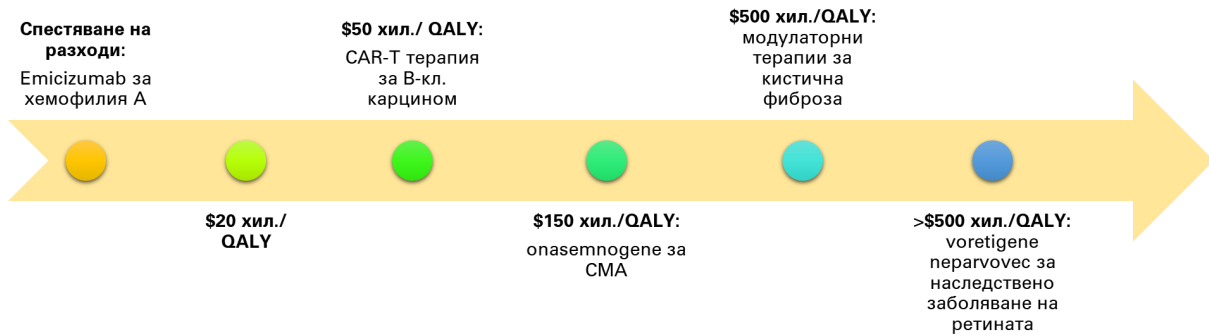 Спестяване на
разходи:
Emicizumab за
хемофилия А
$20 хил./
QALY
$50 хил./ QALY:
CAR-T терапия
за В-кл.
карцином
$150 хил./QALY:
onasemnogene за
СМА
$500 хил./QALY:
модулаторни
терапии за
кистична
фиброза
>$500 хил./QALY:
voretigene
neparvovec за
наследствено
заболяване на
ретината